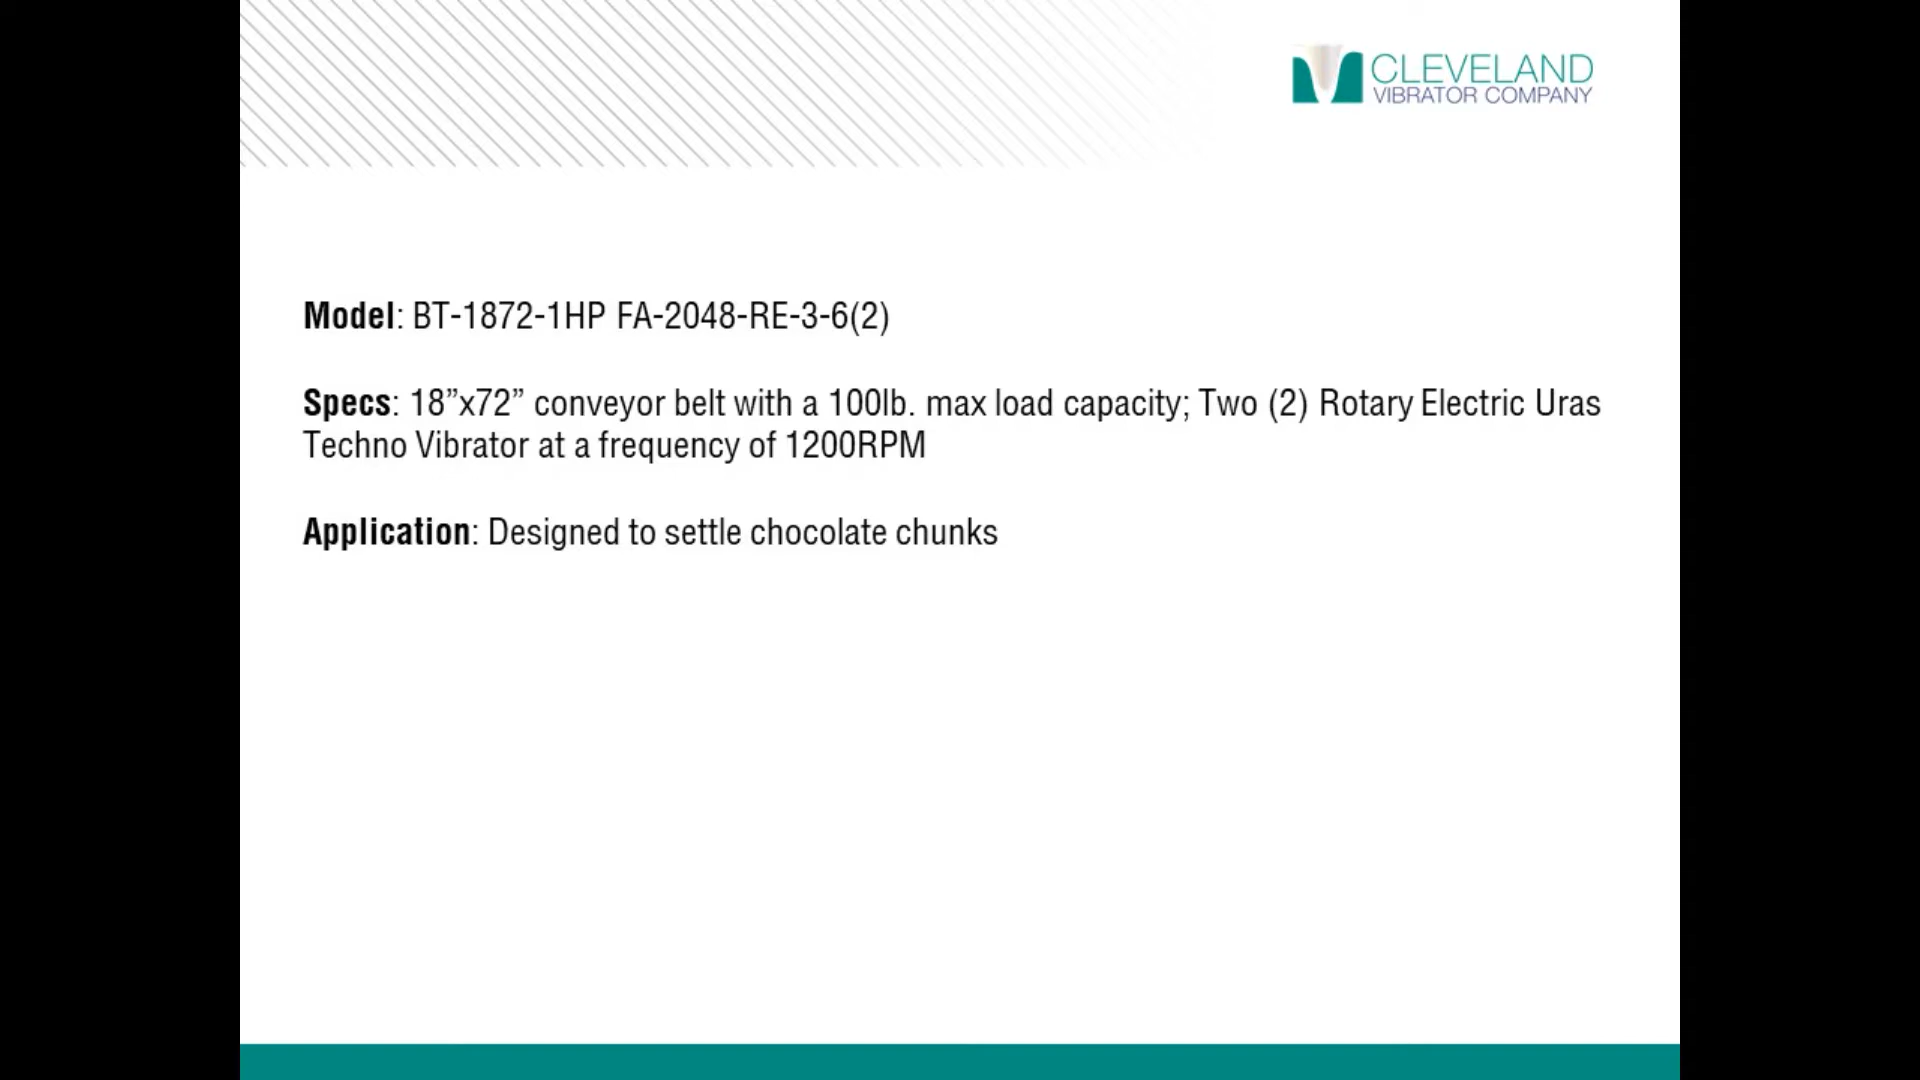 CLEVELAND
VIBRATOR COMPANY
Model: BT-1872-1HP FA-2048-RE-3-6(2)
Specs: 18”x72” conveyor belt with a 100lb. max load capacity; Two (2) Rotary Electric Uras
Techno Vibrator at a frequency of 1200RPM
Application: Designed to settle chocolate chunks